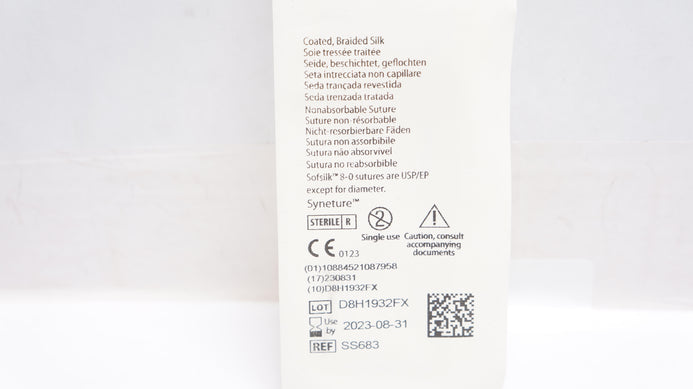 Coated, Braided Silk
Soie tressée traitée
Seide, beschichtet, geflochten
Seta intrecciata non capillare
Seda trançada revestida
Seda trenzada tratada
Nonabsorbable Suture
Suture non-résorbable
Nicht-resorbierbare Fäden
Sutura non assorbibile
Sutura não absorvível
Sutura no reabsorbible
Sofsilk™ 8-0 sutures are USP/EP
except for diameter.
Syneture™
STERILE R
2
Single use
Caution, consult
accompanying
documents
CE 0123
(01)10884521087958
(17)230831
(10)D8H1932FX
LOT D8H1932FX
Use by 2023-08-31
REF SS683